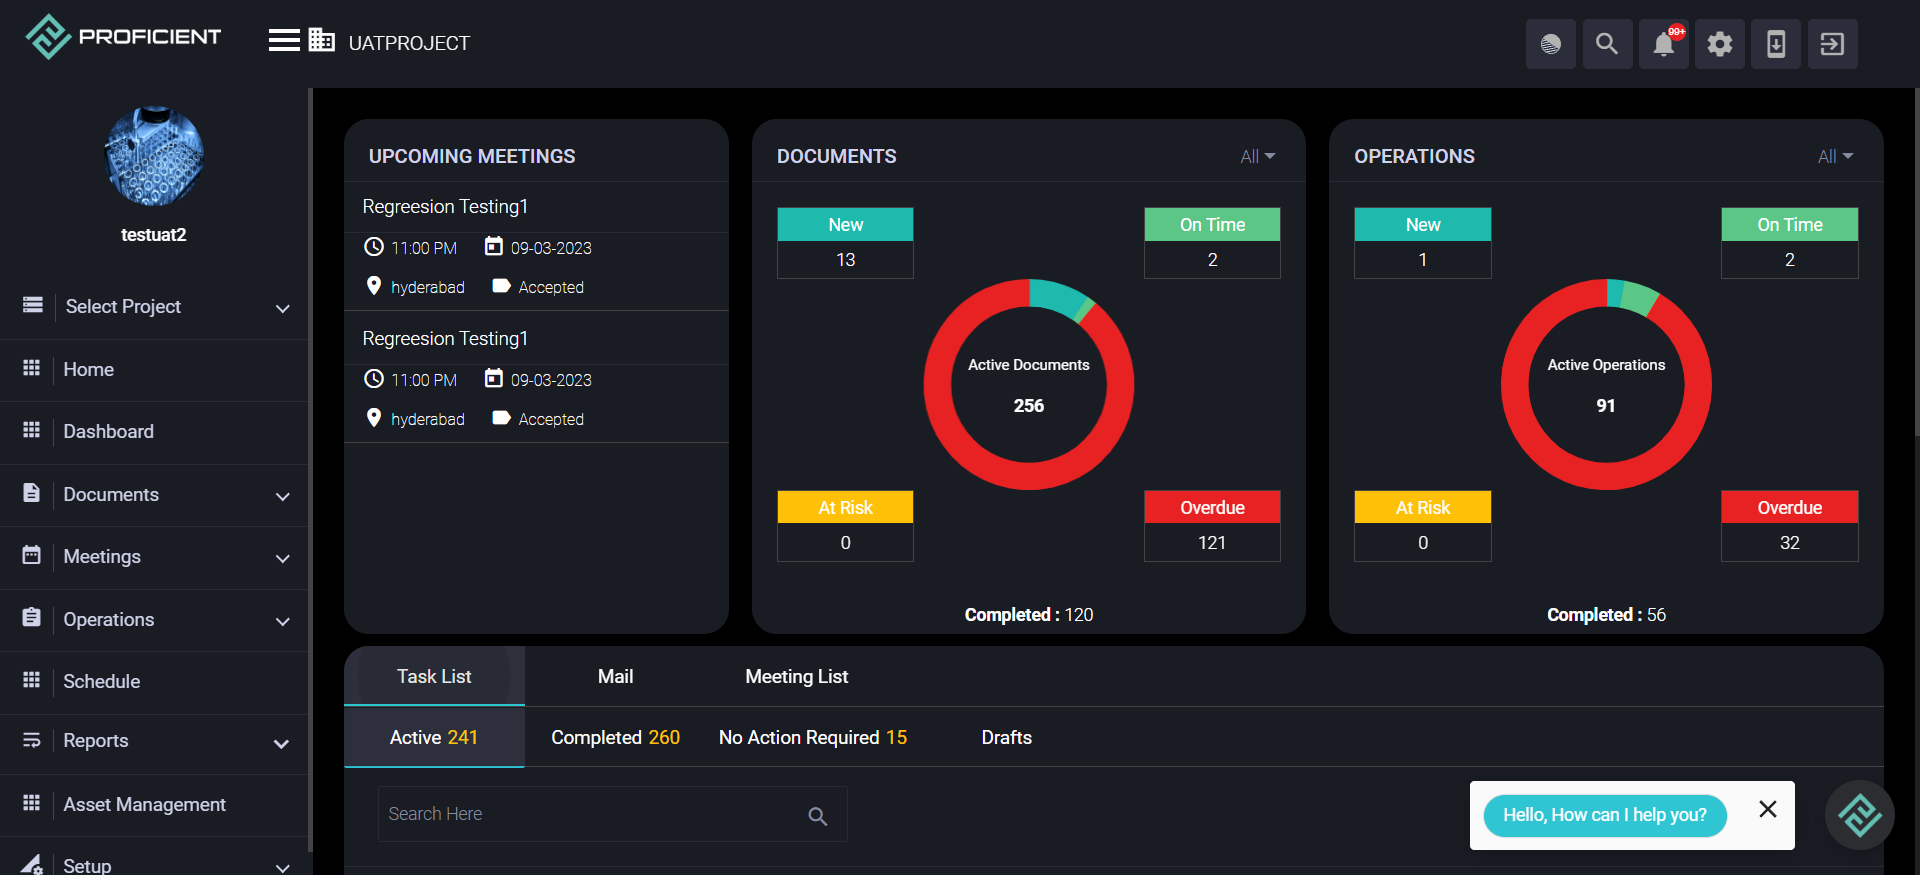 PROFICIENT
UATPROJECT
99+
testuat2
Select Project
Home
Dashboard
Documents
Meetings
Operations
Schedule
Reports
Asset Management
Setup
UPCOMING MEETINGS
Regreesion Testing1
11:00 PM 09-03-2023
hyderabad Accepted
Regreesion Testing1
11:00 PM 09-03-2023
hyderabad Accepted
DOCUMENTS All
New On Time
13 2
Active Documents
256
At Risk Overdue
0 121
Completed : 120
OPERATIONS All
New On Time
1 2
Active Operations
91
At Risk Overdue
0 32
Completed : 56
Task List Mail Meeting List
Active 241 Completed 260 No Action Required 15 Drafts
Search Here
Hello, How can I help you?